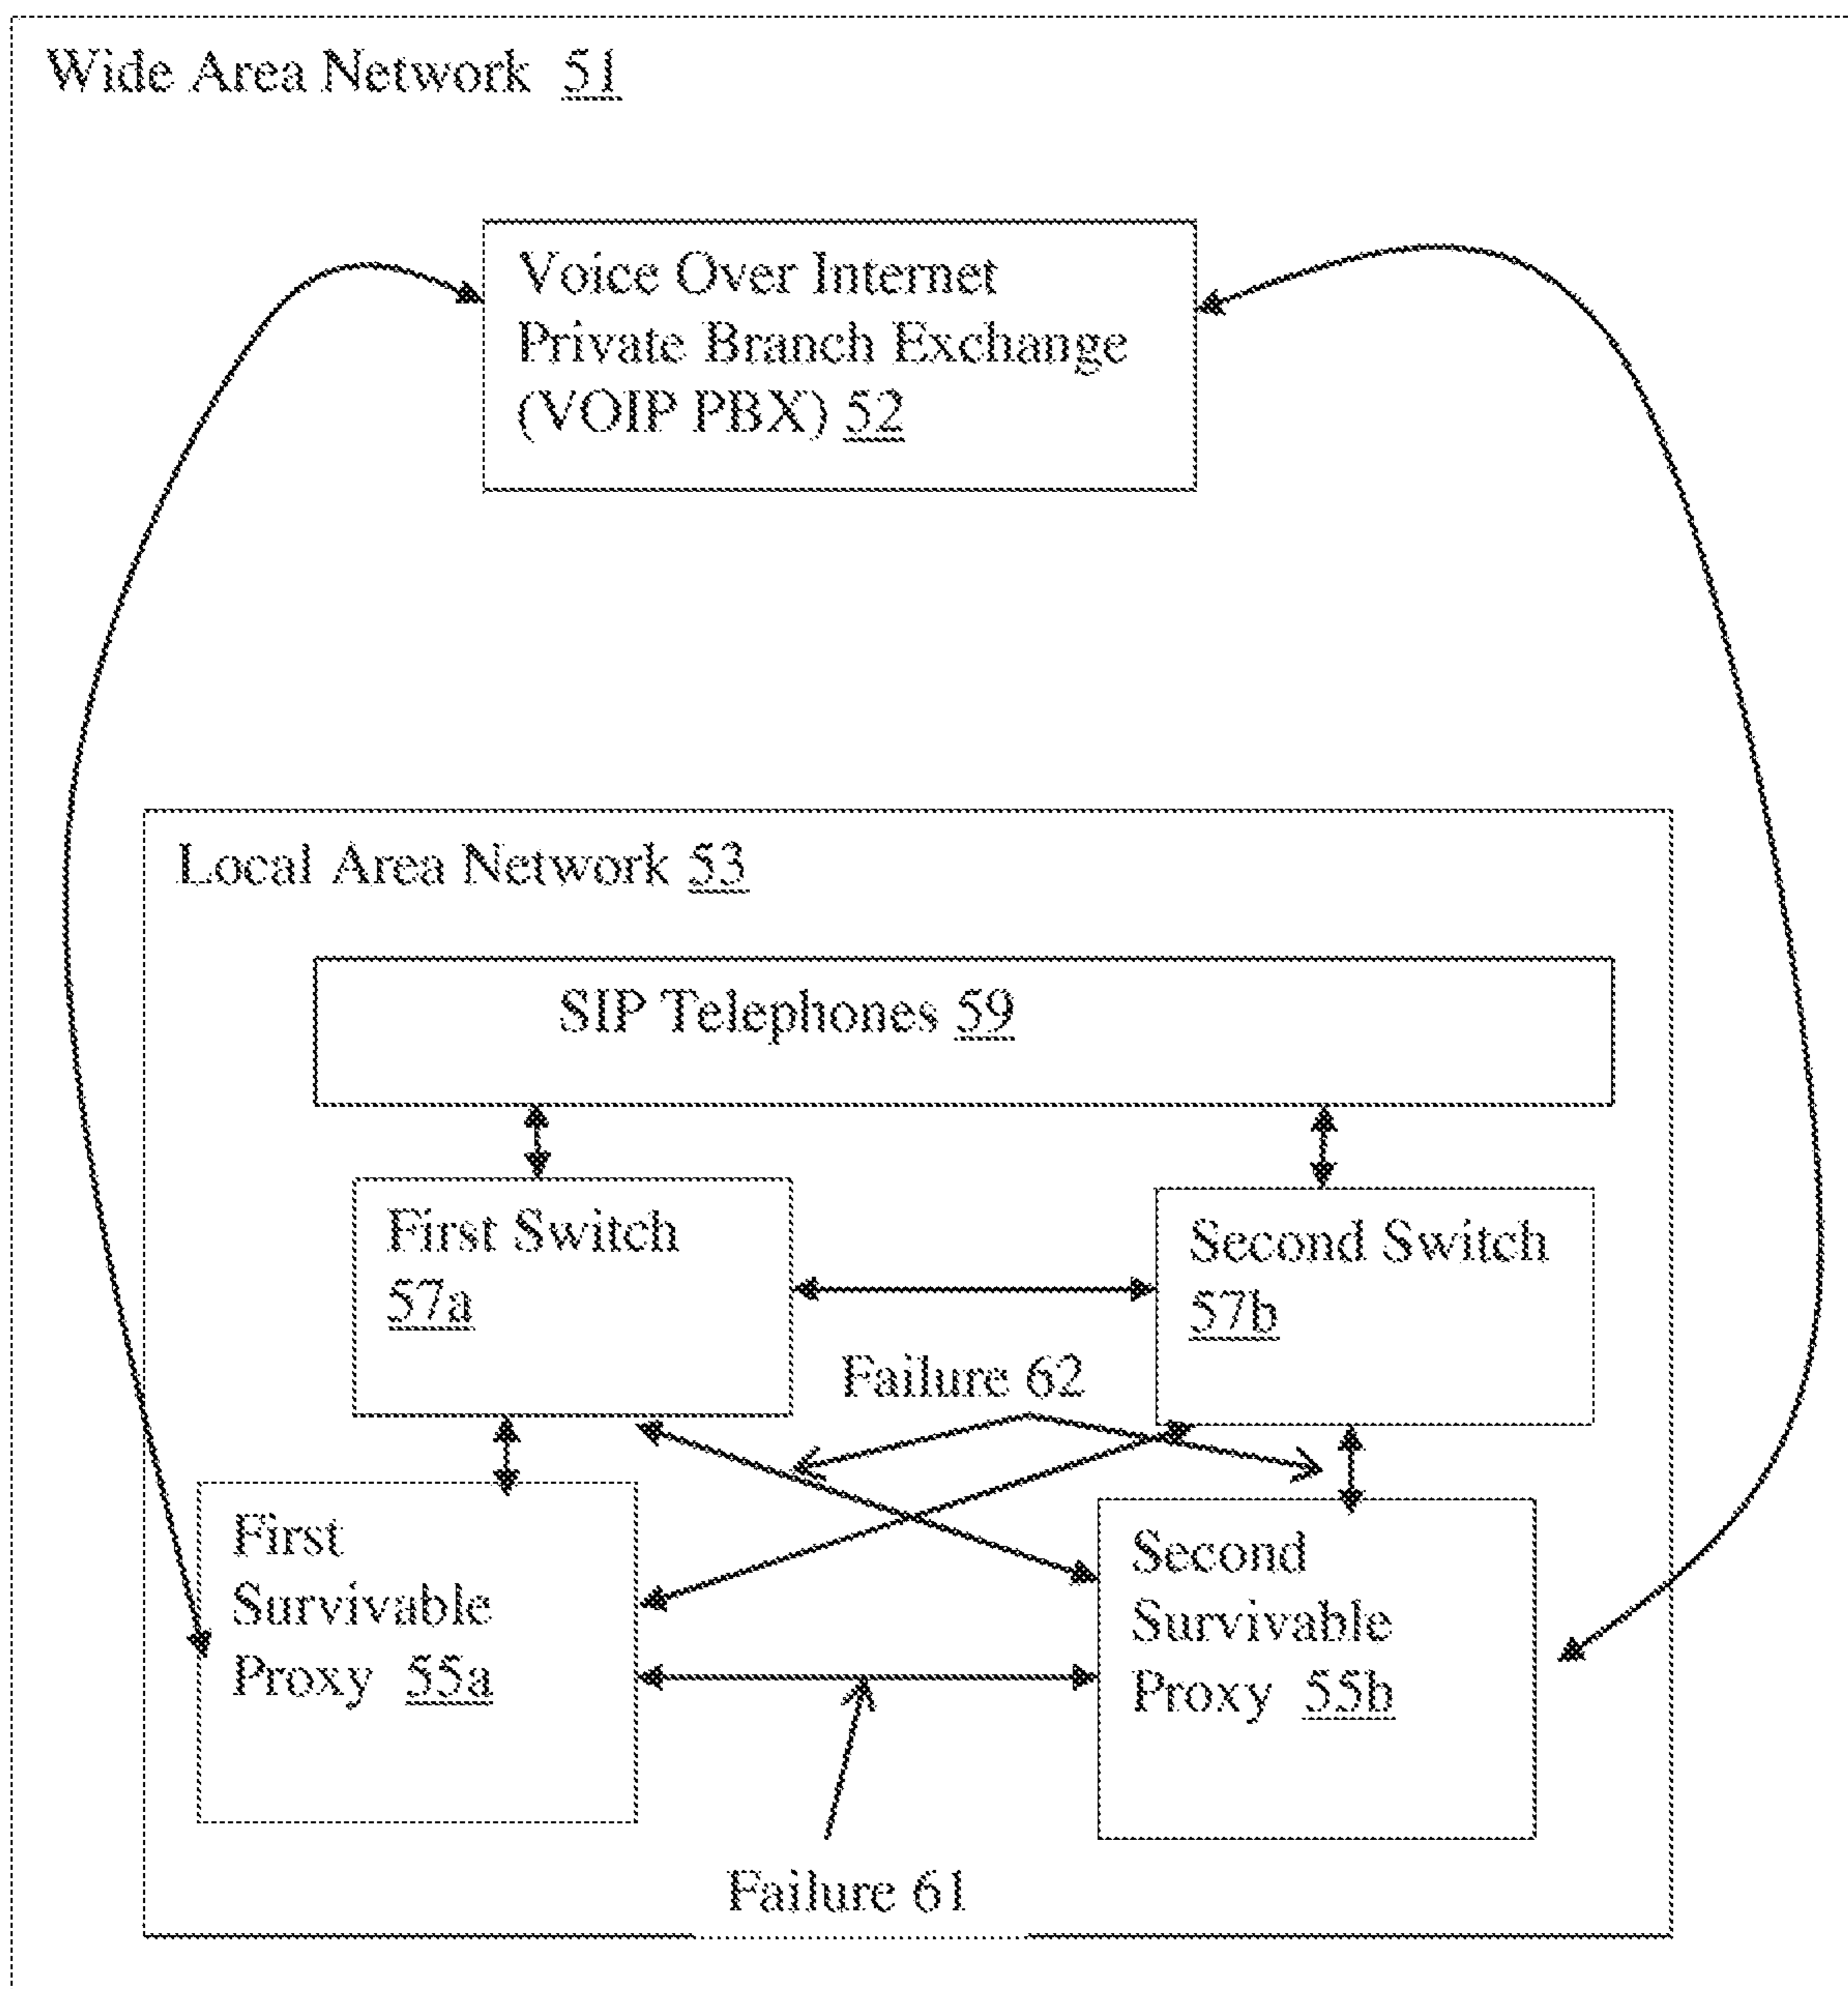 Wide Area Network 51
Voice Over Internet
Private Branch Exchange
(VOIP PBX) 52
Local Area Network 53
SIP Telephones 59
First Switch
57a
Second Switch
57b
Failure 62
First
Survivable
Proxy 55a
Second
Survivable
Proxy 55b
Failure 61